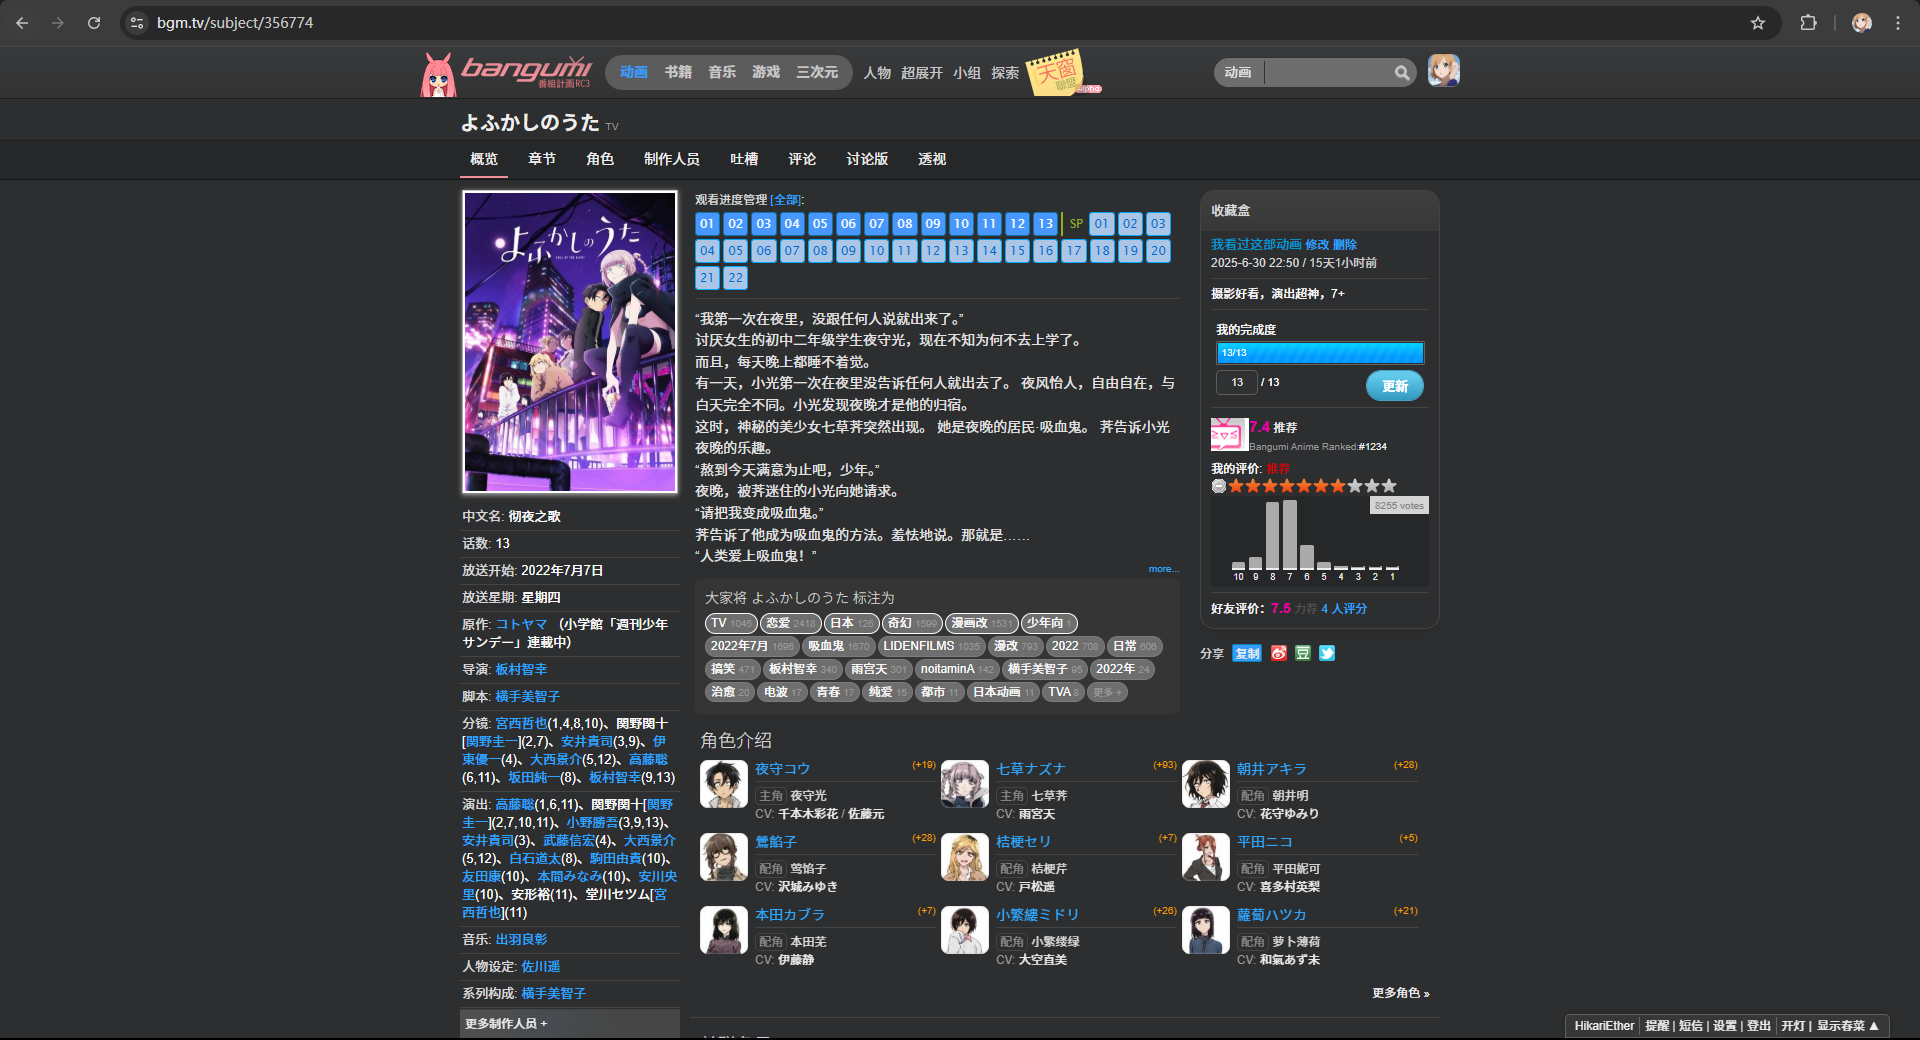 bgm.tv/subject/356774
bangumi
番組計画RC3
动画 书籍 音乐 游戏 三次元 人物 超展开 小组 探索
天窗
聯盟
alpha
动画
よふかしのうた TV
概览 章节 角色 制作人员 吐槽 评论 讨论版 透视
よふかしのうた
CALL OF THE NIGHT
中文名: 彻夜之歌
话数: 13
放送开始: 2022年7月7日
放送星期: 星期四
原作: コトヤマ （小学館「週刊少年
サンデー」連載中）
导演: 板村智幸
脚本: 横手美智子
分镜: 宮西哲也(1,4,8,10)、関野関十
[関野圭一](2,7)、安井貴司(3,9)、伊
東優一(4)、大西景介(5,12)、高藤聡
(6,11)、坂田純一(8)、板村智幸(9,13)
演出: 高藤聡(1,6,11)、関野関十[関野
圭一](2,7,10,11)、小野勝吾(3,9,13)、
安井貴司(3)、武藤信宏(4)、大西景介
(5,12)、白石道太(8)、駒田由貴(10)、
友田康(10)、本間みなみ(10)、安川央
里(10)、安形裕(11)、堂川セツム[宮
西哲也](11)
音乐: 出羽良彰
人物设定: 佐川遥
系列构成: 横手美智子
更多制作人员 +
观看进度管理 [全部]:
01 02 03 04 05 06 07 08 09 10 11 12 13 SP 01 02 03
04 05 06 07 08 09 10 11 12 13 14 15 16 17 18 19 20
21 22
“我第一次在夜里，没跟任何人说就出来了。”
讨厌女生的初中二年级学生夜守光，现在不知为何不去上学了。
而且，每天晚上都睡不着觉。
有一天，小光第一次在夜里没告诉任何人就出去了。 夜风怡人，自由自在，与
白天完全不同。小光发现夜晚才是他的归宿。
这时，神秘的美少女七草荠突然出现。 她是夜晚的居民·吸血鬼。 荠告诉小光
夜晚的乐趣。
“熬到今天满意为止吧，少年。”
夜晚，被荠迷住的小光向她请求。
“请把我变成吸血鬼。”
荠告诉了他成为吸血鬼的方法。羞怯地说。那就是……
“人类爱上吸血鬼！”
more...
大家将 よふかしのうた 标注为
TV 1045 恋爱 2418 日本 126 奇幻 1599 漫画改 1531 少年向 1
2022年7月 1696 吸血鬼 1670 LIDENFILMS 1035 漫改 793 2022 708 日常 606
搞笑 471 板村智幸 340 雨宫天 301 noitaminA 142 横手美智子 95 2022年 24
治愈 20 电波 17 青春 17 纯爱 15 都市 11 日本动画 11 TVA 8 更多 +
角色介绍
夜守コウ (+19)
主角 夜守光
CV: 千本木彩花 / 佐藤元
七草ナズナ (+93)
主角 七草荠
CV: 雨宮天
朝井アキラ (+28)
配角 朝井明
CV: 花守ゆみり
鶯餡子 (+28)
配角 莺馅子
CV: 沢城みゆき
桔梗セリ (+7)
配角 桔梗芹
CV: 戸松遥
平田ニコ (+5)
配角 平田妮可
CV: 喜多村英梨
本田カブラ (+7)
配角 本田芜
CV: 伊藤静
小繁縷ミドリ (+26)
配角 小繁缕绿
CV: 大空直美
蘿蔔ハツカ (+21)
配角 萝卜薄荷
CV: 和氣あず未
更多角色 »
收藏盒
我看过这部动画 修改 删除
2025-6-30 22:50 / 15天1小时前
摄影好看，演出超神，7+
我的完成度
13/13
13 / 13 更新
7.4 推荐
Bangumi Anime Ranked:#1234
我的评价: 推荐
8255 votes
10 9 8 7 6 5 4 3 2 1
好友评价: 7.5 力荐 4 人评分
分享 复制 豆
HikariEther 提醒 | 短信 | 设置 | 登出 开灯 | 显示春菜 ▲